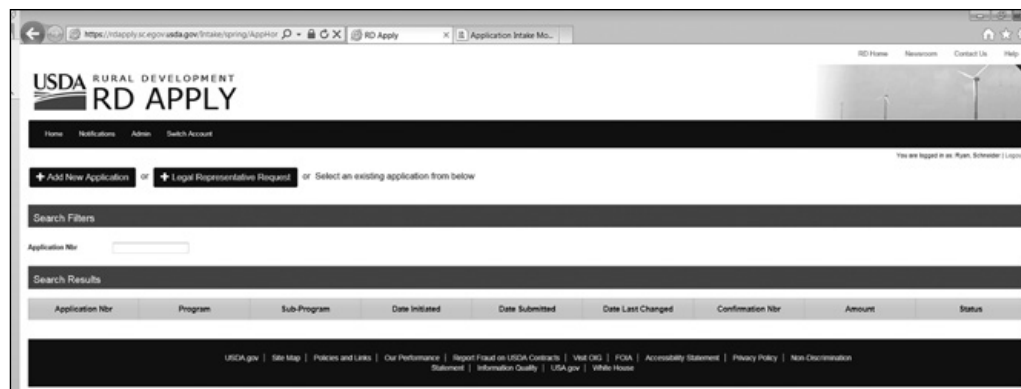 https://rdapply.sc.egov.usda.gov/Intake/spring/AppHor
RD Apply
Application Intake Mo...
RD Home Newsroom Contact Us Help
USDA RURAL DEVELOPMENT
RD APPLY
Home Notifications Admin Switch Account
You are logged in as: Ryan, Schneider | Logou
+ Add New Application or + Legal Representative Request or Select an existing application from below
Search Filters
Application Nbr
Search Results
Application Nbr Program Sub-Program Date Initiated Date Submitted Date Last Changed Confirmation Nbr Amount Status
USDA.gov | Site Map | Policies and Links | Our Performance | Report Fraud on USDA Contracts | Visit OIG | FOIA | Accessibility Statement | Privacy Policy | Non-Discrimination
Statement | Information Quality | USA.gov | White House